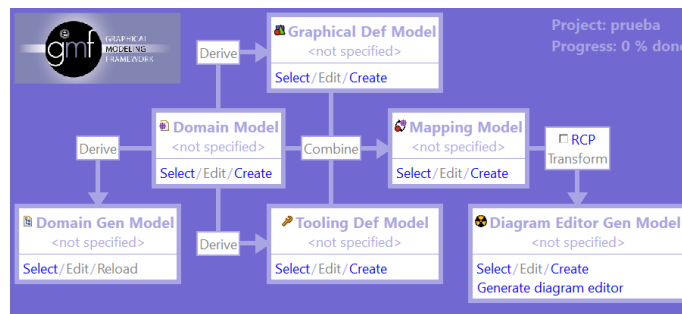 gmf
GRAPHICAL
MODELING
FRAMEWORK
Project: prueba
Progress: 0 % done
Derive
Graphical Def Model
<not specified>
Select/Edit/Create
Derive
Domain Model
<not specified>
Select/Edit/Create
Combine
Mapping Model
<not specified>
Select/Edit/Create
RCP
Transform
Domain Gen Model
<not specified>
Select/Edit/Reload
Derive
Tooling Def Model
<not specified>
Select/Edit/Create
Diagram Editor Gen Model
<not specified>
Select/Edit/Create
Generate diagram editor